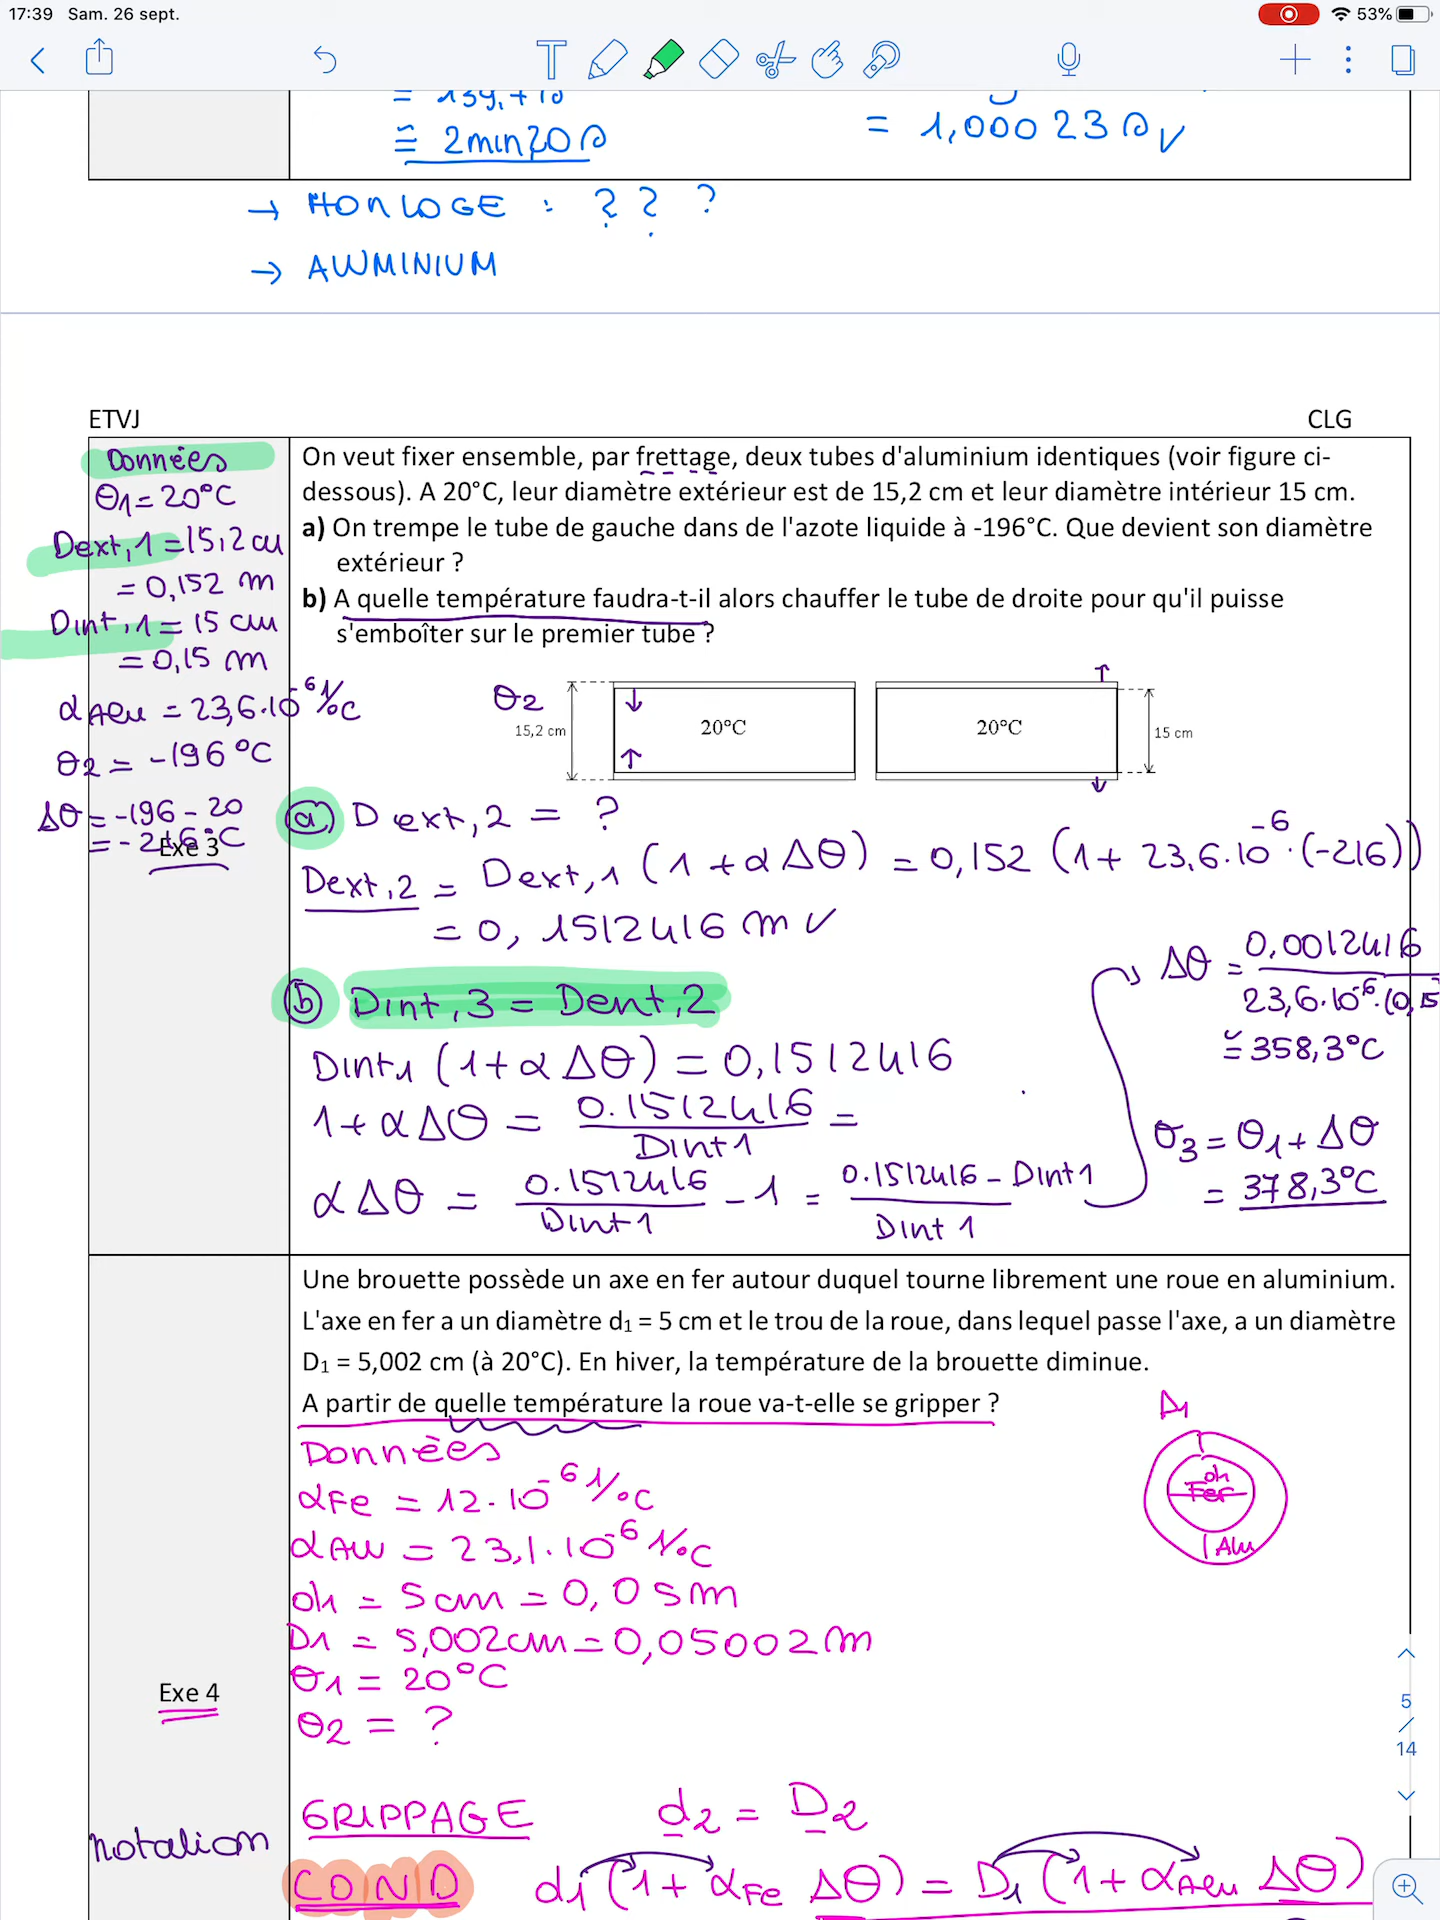 17:39 Sam. 26 sept.
53%
≅ 2min20s
= 1,00023 s ✓
→ HORLOGE : ? ? ?
→ ALUMINIUM
ETVJ
CLG
Données
θ1 = 20°C
Dext,1 = 15,2 cm
= 0,152 m
Dint,1 = 15 cm
= 0,15 m
αAlu = 23,6.10⁻⁶ 1/°C
θ2 = -196°C
Δθ = -196 - 20
= -216°C
Exe 3
On veut fixer ensemble, par frettage, deux tubes d'aluminium identiques (voir figure ci-
dessous). A 20°C, leur diamètre extérieur est de 15,2 cm et leur diamètre intérieur 15 cm.
a) On trempe le tube de gauche dans de l'azote liquide à -196°C. Que devient son diamètre
extérieur ?
b) A quelle température faudra-t-il alors chauffer le tube de droite pour qu'il puisse
s'emboîter sur le premier tube ?
θ2
15,2 cm
20°C
20°C
15 cm
a) Dext,2 = ?
Dext,2 = Dext,1 (1 + α Δθ) = 0,152 (1 + 23,6.10⁻⁶.(-216))
= 0,1512416 m ✓
b) Dint,3 = Dext,2
Dint1 (1 + α Δθ) = 0,1512416
1 + α Δθ = 0.1512416 / Dint1 =
α Δθ = 0.1512416 / Dint1 - 1 = 0.1512416 - Dint1 / Dint1
Δθ = 0,0012416 / 23,6.10⁻⁶.(0,15
≅ 358,3°C
θ3 = θ1 + Δθ
= 378,3°C
Une brouette possède un axe en fer autour duquel tourne librement une roue en aluminium.
L'axe en fer a un diamètre d₁ = 5 cm et le trou de la roue, dans lequel passe l'axe, a un diamètre
D₁ = 5,002 cm (à 20°C). En hiver, la température de la brouette diminue.
A partir de quelle température la roue va-t-elle se gripper ?
Données
αFe = 12.10⁻⁶ 1/°C
αAlu = 23,1.10⁻⁶ 1/°C
d1 = 5cm = 0,05m
D1 = 5,002cm = 0,05002m
θ1 = 20°C
θ2 = ?
D1
d1
Fer
Alu
Exe 4
5
/
14
GRIPPAGE d2 = D2
notation
COND d1 (1 + αFe Δθ) = D1 (1 + αAlu Δθ)